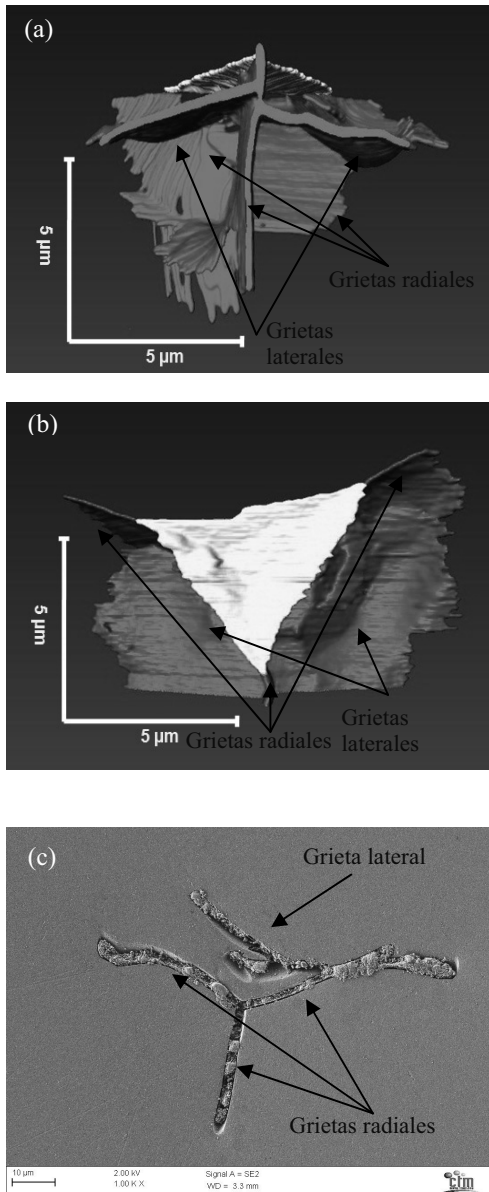 (a)
5 µm
5 µm
Grietas radiales
Grietas
laterales
(b)
5 µm
5 µm
Grietas radiales
Grietas
laterales
(c)
Grieta lateral
Grietas radiales
10 µm
2.00 kV
1.00 K X
Signal A = SE2
WD = 3.3 mm
ctm